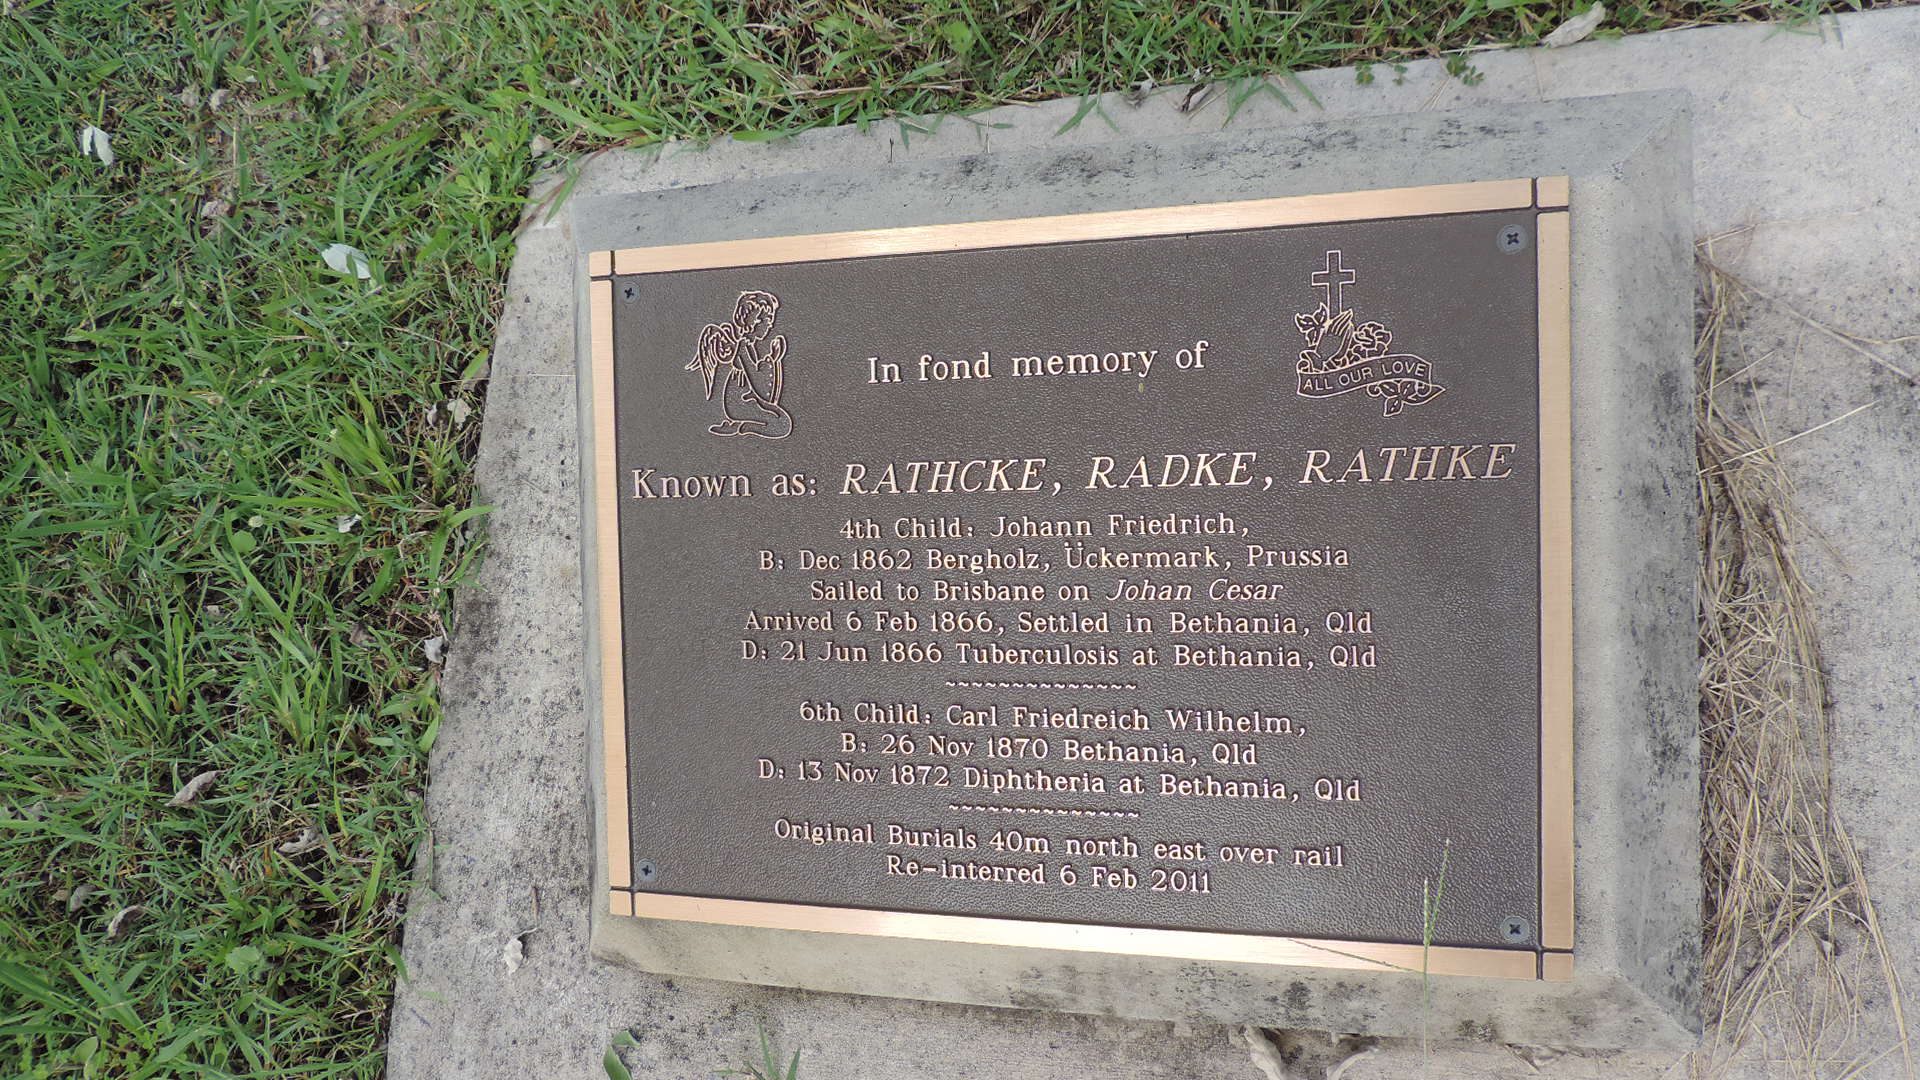 In fond memory of
ALL OUR LOVE
Known as: RATHCKE, RADKE, RATHKE
4th Child: Johann Friedrich,
B: Dec 1862 Bergholz, Ückermark, Prussia
Sailed to Brisbane on Johan Cesar
Arrived 6 Feb 1866, Settled in Bethania, Qld
D: 21 Jun 1866 Tuberculosis at Bethania, Qld
~~~~~~~~~~~~~~~
6th Child: Carl Friedreich Wilhelm,
B: 26 Nov 1870 Bethania, Qld
D: 13 Nov 1872 Diphtheria at Bethania, Qld
~~~~~~~~~~~~~~~
Original Burials 40m north east over rail
Re-interred 6 Feb 2011